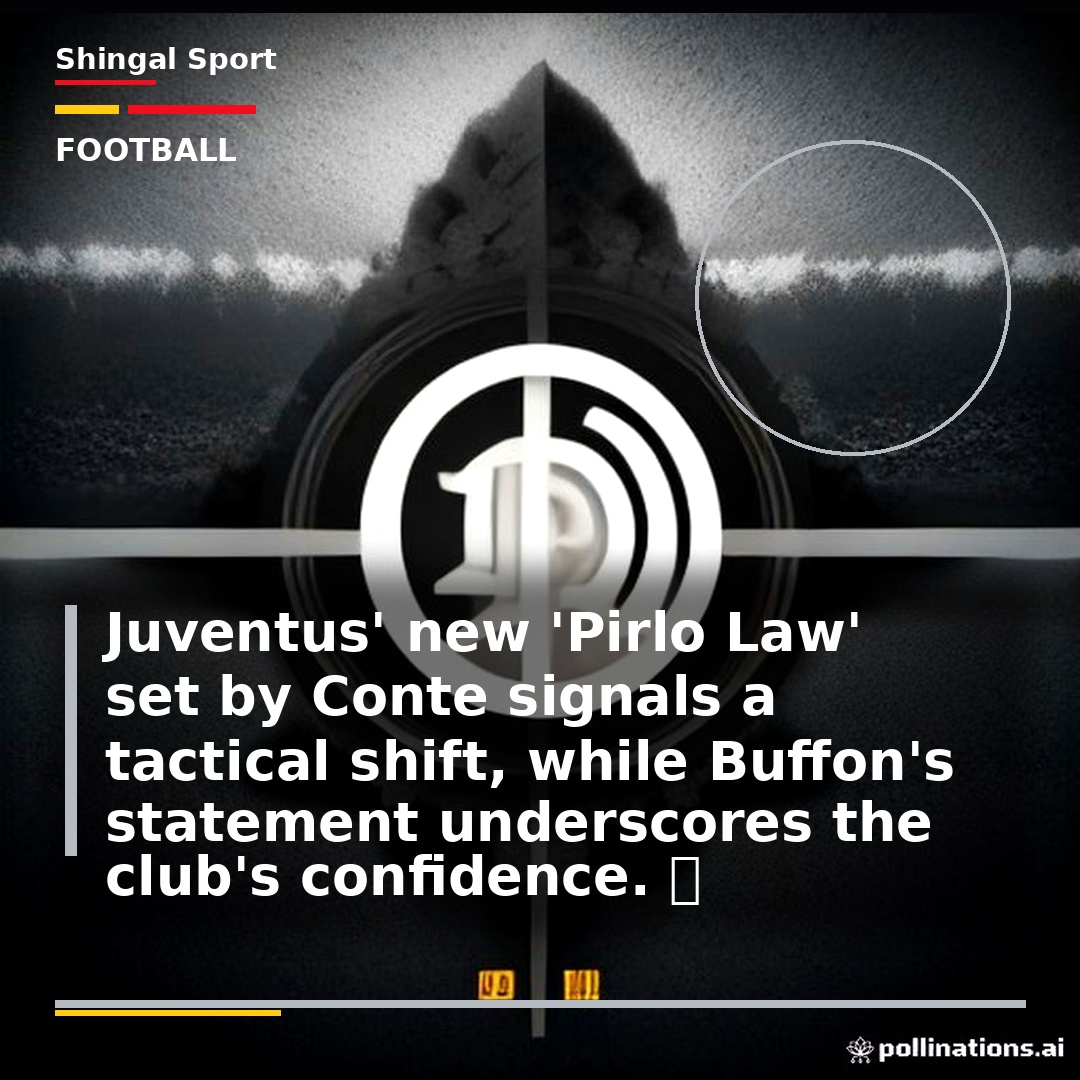 Shingal Sport
FOOTBALL
Juventus' new 'Pirlo Law'
set by Conte signals a
tactical shift, while Buffon's
statement underscores the
club's confidence.
pollinations.ai